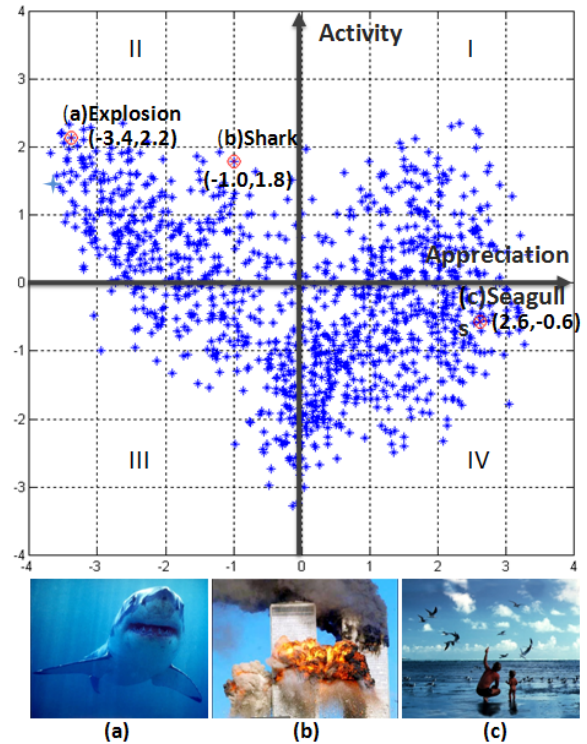 II
Activity
I
4
3
2
1
0
-1
-2
-3
-4
(a)Explosion
(-3.4,2.2)
(b)Shark
(-1.0,1.8)
Appreciation
(c)Seagull
s
(2.6,-0.6)
III
IV
-4 -3 -2 -1 0 1 2 3 4
(a) (b) (c)